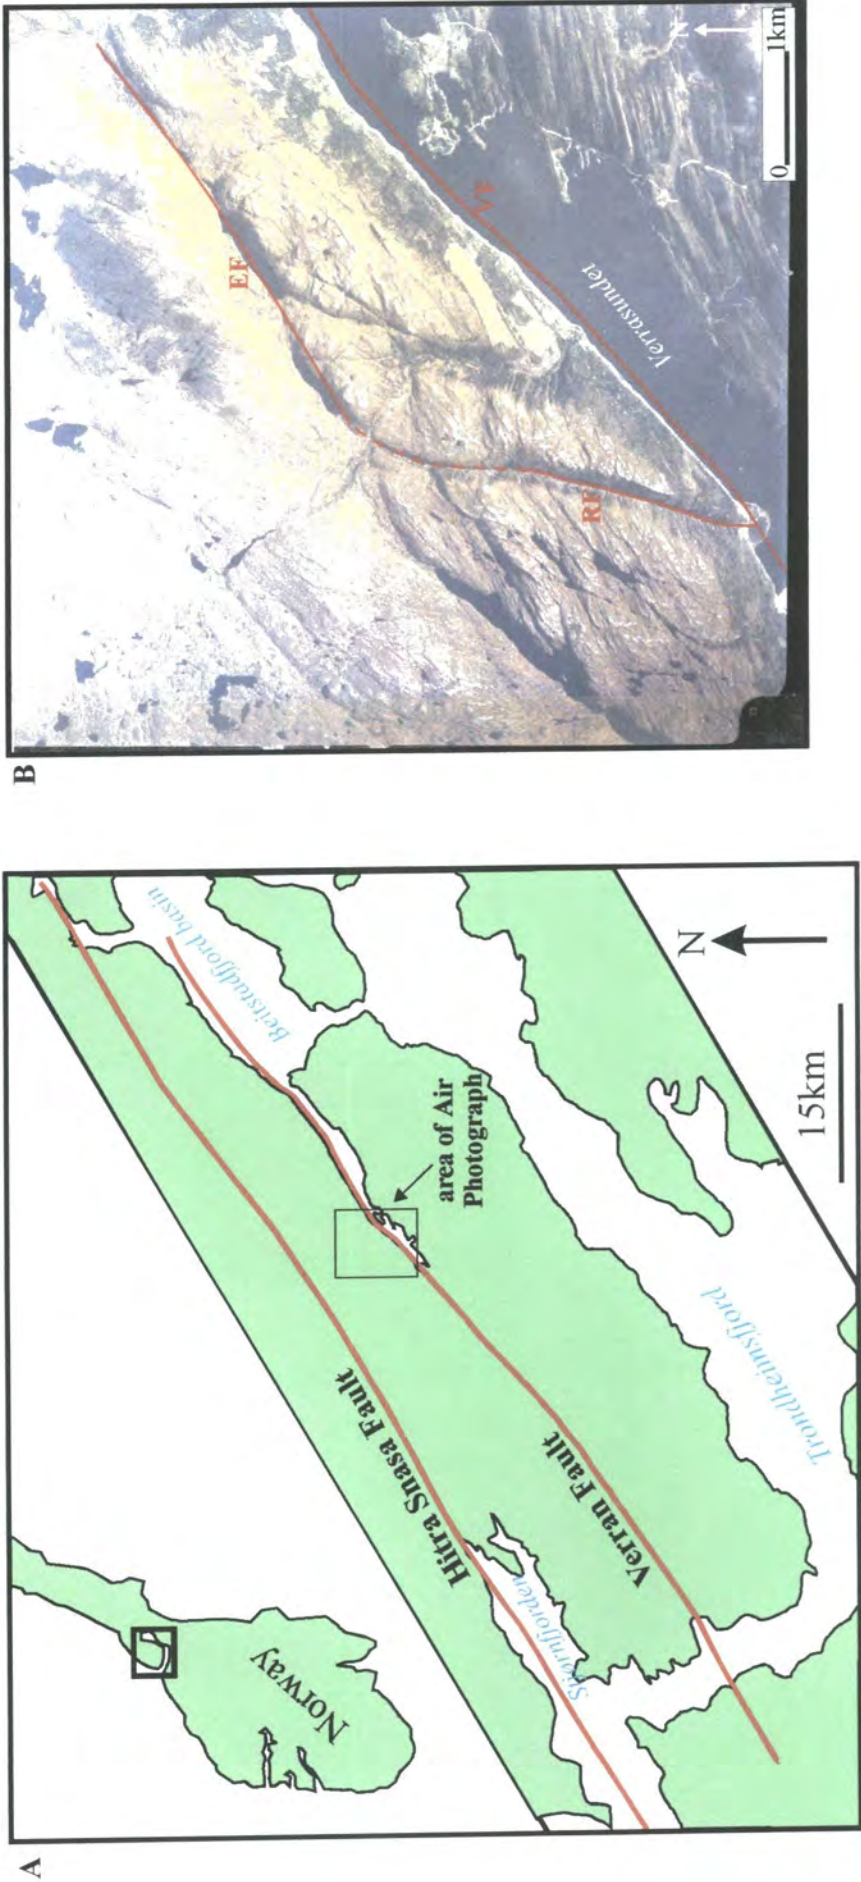 A
Norway
Hitra Snasa Fault
Verran Fault
Stjørnfjorden
Beitstadfjord basin
area of Air
Photograph
Trondheimsfjord
N
15km
B
EF
VF
RF
Verrasundet
N
0
1km